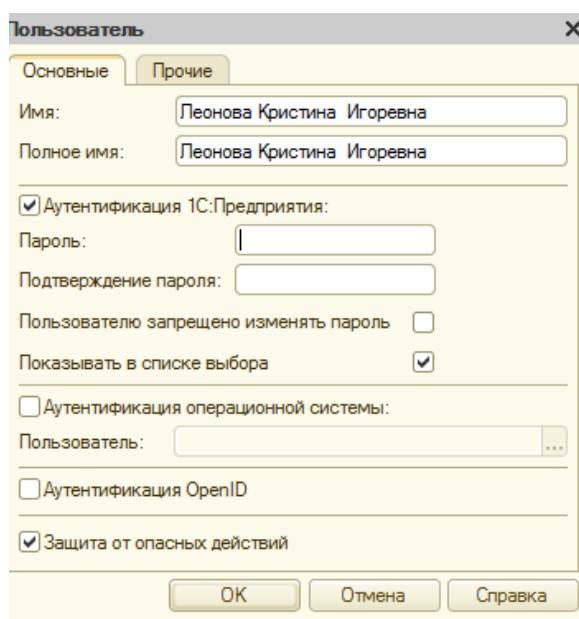 Пользователь
Основные Прочие
Имя: Леонова Кристина  Игоревна
Полное имя: Леонова Кристина  Игоревна
Аутентификация 1С:Предприятия:
Пароль:
Подтверждение пароля:
Пользователю запрещено изменять пароль
Показывать в списке выбора
Аутентификация операционной системы:
Пользователь: ...
Аутентификация OpenID
Защита от опасных действий
OK Отмена Справка